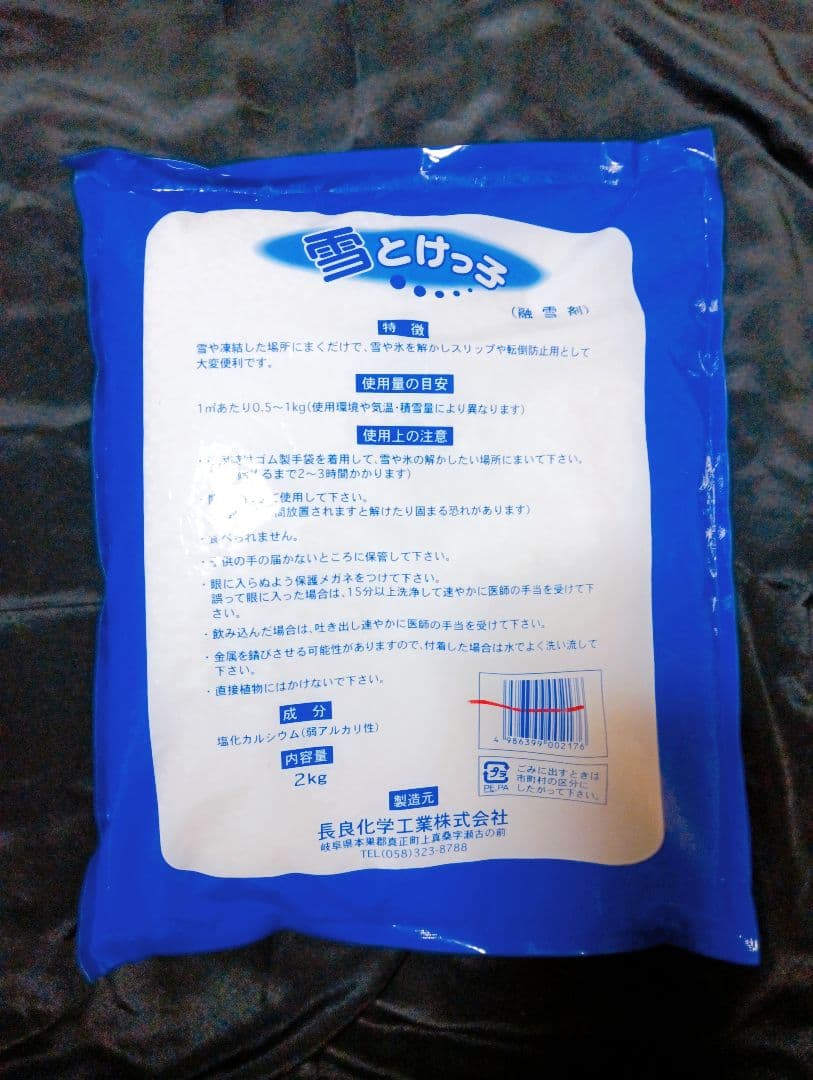 雪とけっ子
(融雪剤)
特徴
雪や凍結した場所にまくだけで、雪や氷を解かしスリップや転倒防止用として
大変便利です。
使用量の目安
1㎡あたり0.5〜1kg(使用環境や気温・積雪量により異なります)
使用上の注意
ゴム製手袋を着用して、雪や氷の解かしたい場所にまいて下さい。
るまで2〜3時間かかります)
使用して下さい。
放置されますと解けたり固まる恐れがあります)
・食べられません。
・子供の手の届かないところに保管して下さい。
・眼に入らぬよう保護メガネをつけて下さい。
誤って眼に入った場合は、15分以上洗浄して速やかに医師の手当を受けて下
さい。
・飲み込んだ場合は、吐き出し速やかに医師の手当を受けて下さい。
・金属を錆びさせる可能性がありますので、付着した場合は水でよく洗い流して
下さい。
・直接植物にはかけないで下さい。
成分
塩化カルシウム(弱アルカリ性)
内容量
2kg
4 986399 002176
プラ
PE,PA
ごみに出すときは
市町村の区分に
したがって下さい。
製造元
長良化学工業株式会社
岐阜県本巣郡真正町上真桑字瀬古の前
TEL(058)323-8788